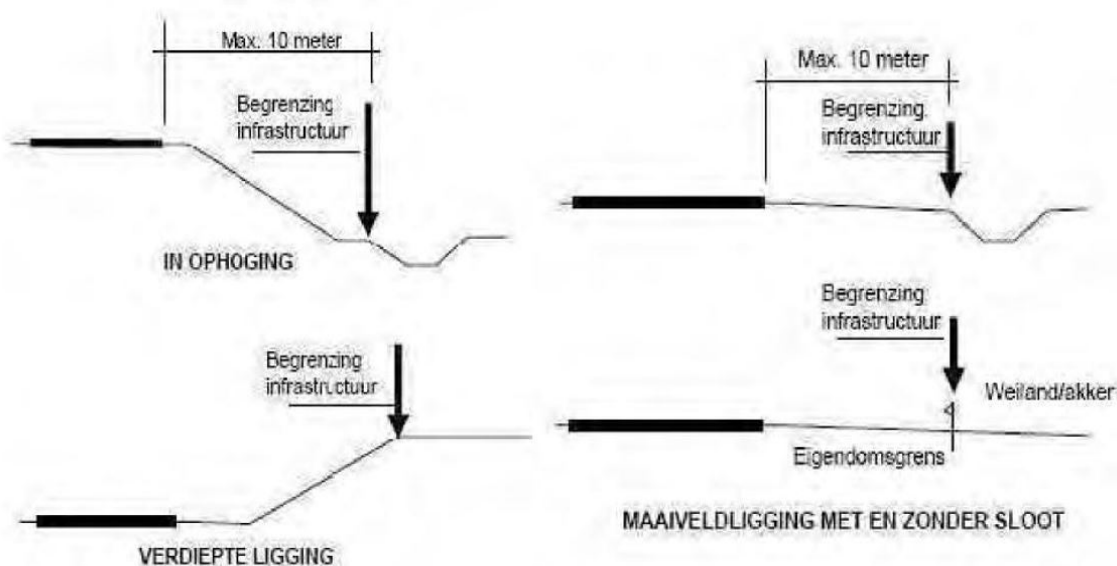 Max. 10 meter
Begrenzing
infrastructuur
IN OPHOGING
Begrenzing
infrastructuur
VERDIEPTE LIGGING
Max. 10 meter
Begrenzing
infrastructuur
Begrenzing
infrastructuur
Weiland/akker
Eigendomsgrens
MAAIVELDLIGGING MET EN ZONDER SLOOT